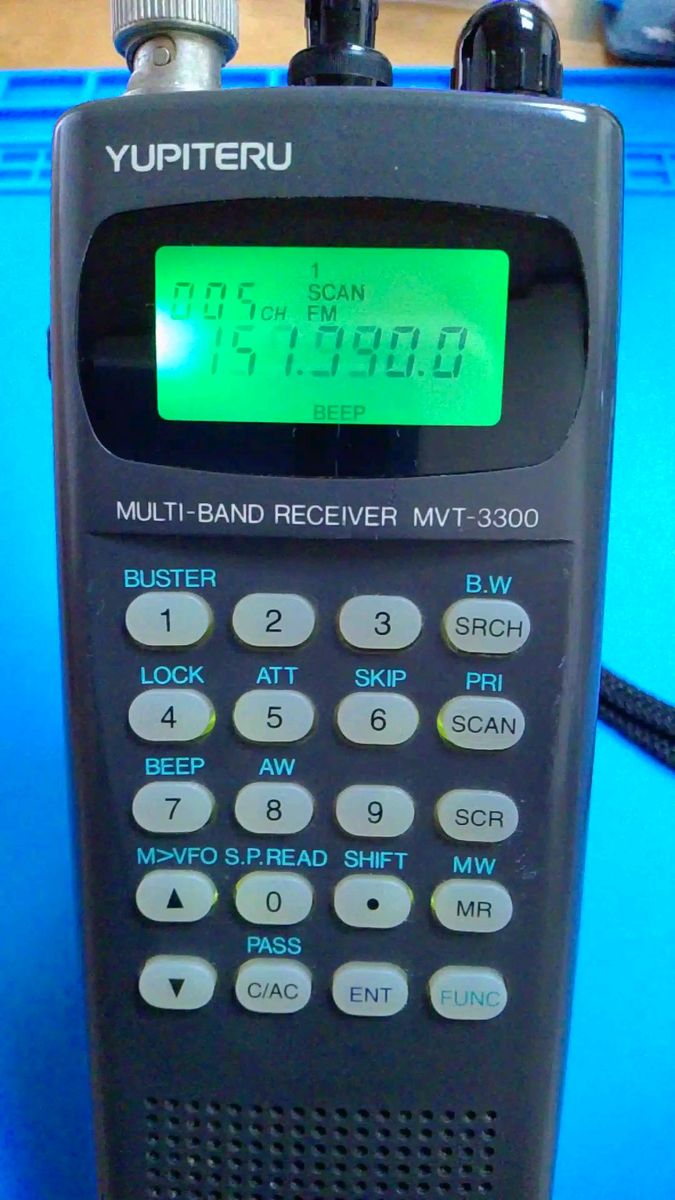 YUPITERU
1
SCAN
005 CH FM
157.990.0
BEEP
MULTI-BAND RECEIVER MVT-3300
BUSTER B.W
1 2 3 SRCH
LOCK ATT SKIP PRI
4 5 6 SCAN
BEEP AW
7 8 9 SCR
M>VFO S.P.READ SHIFT MW
▲ 0 • MR
PASS
▼ C/AC ENT FUNC